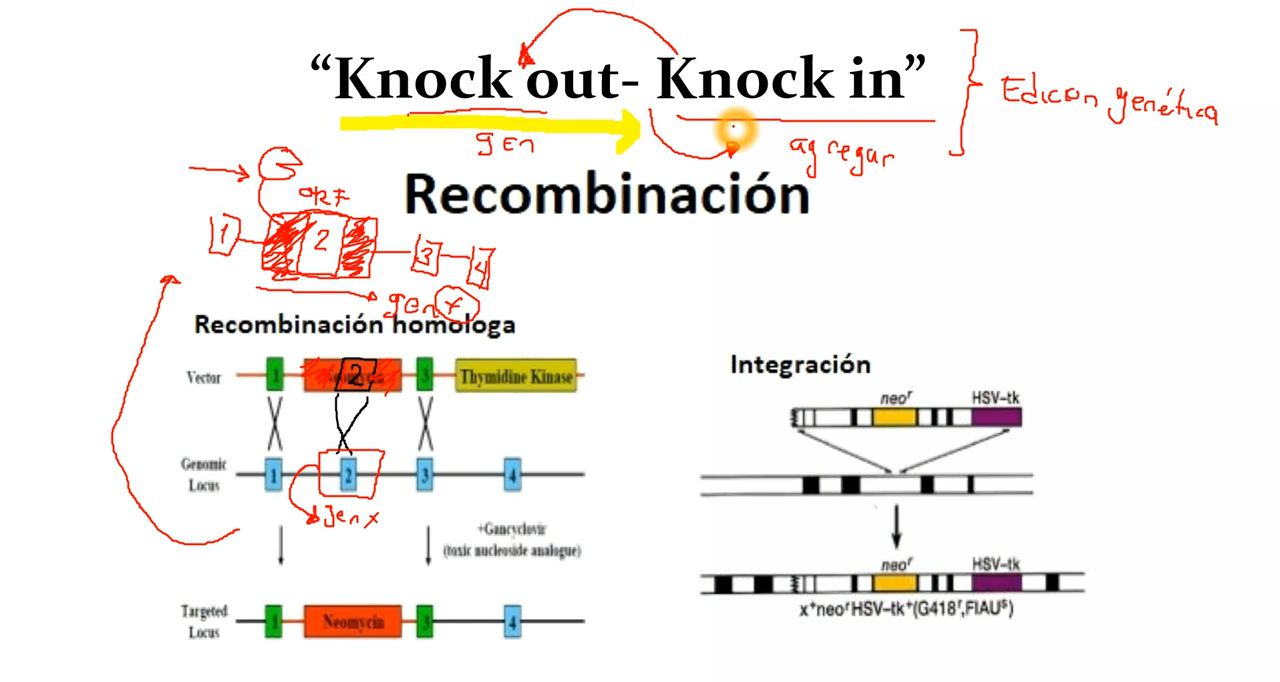 “Knock out- Knock in”
Edición genética
gen
agregar
Recombinación
ORF
1
2
3
4
gen x
Recombinación homologa
Vector
1
2
3
Thymidine Kinase
Genomic
Locus
1
2
3
4
gen x
+Gancyclovir
(toxic nucleoside analogue)
Targeted
Locus
1
Neomycin
3
4
Integración
neoʳ
HSV–tk
neoʳ
HSV–tk
x⁺neoʳHSV–tk⁺(G418ʳ,FIAUˢ)